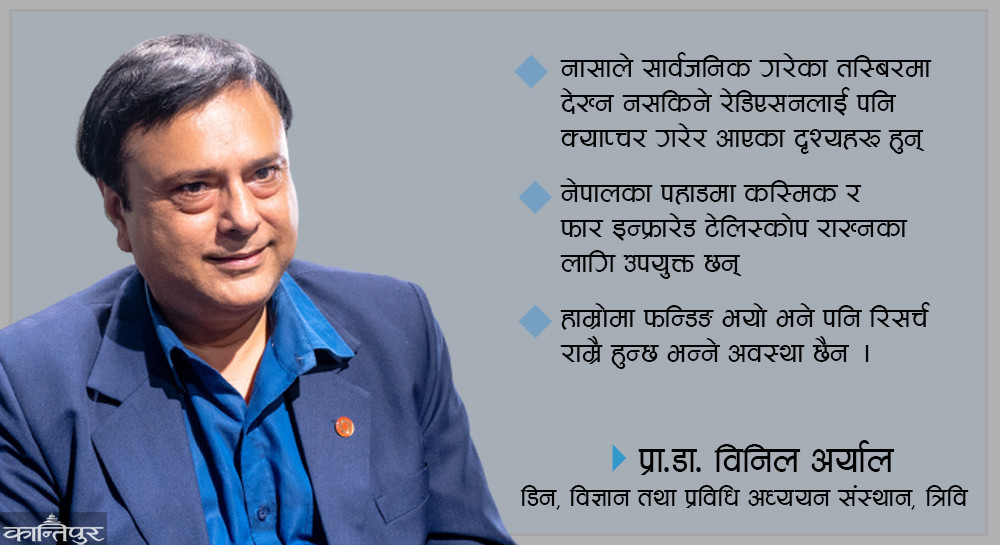 नासाले सार्वजनिक गरेका तस्बिरमा
देख्न नसकिने रेडिएसनलाई पनि
क्याप्चर गरेर आएका दृश्यहरू हुन्
नेपालका पहाडमा कस्मिक र
फार इन्फ्रारेड टेलिस्कोप राख्नका
लागि उपयुक्त छन्
हाम्रोमा फन्डिङ भयो भने पनि रिसर्च
राम्रै हुन्छ भन्ने अवस्था छैन ।
प्रा.डा. विनिल अर्याल
डिन, विज्ञान तथा प्रविधि अध्ययन संस्थान, त्रिवि
कान्तिपुर